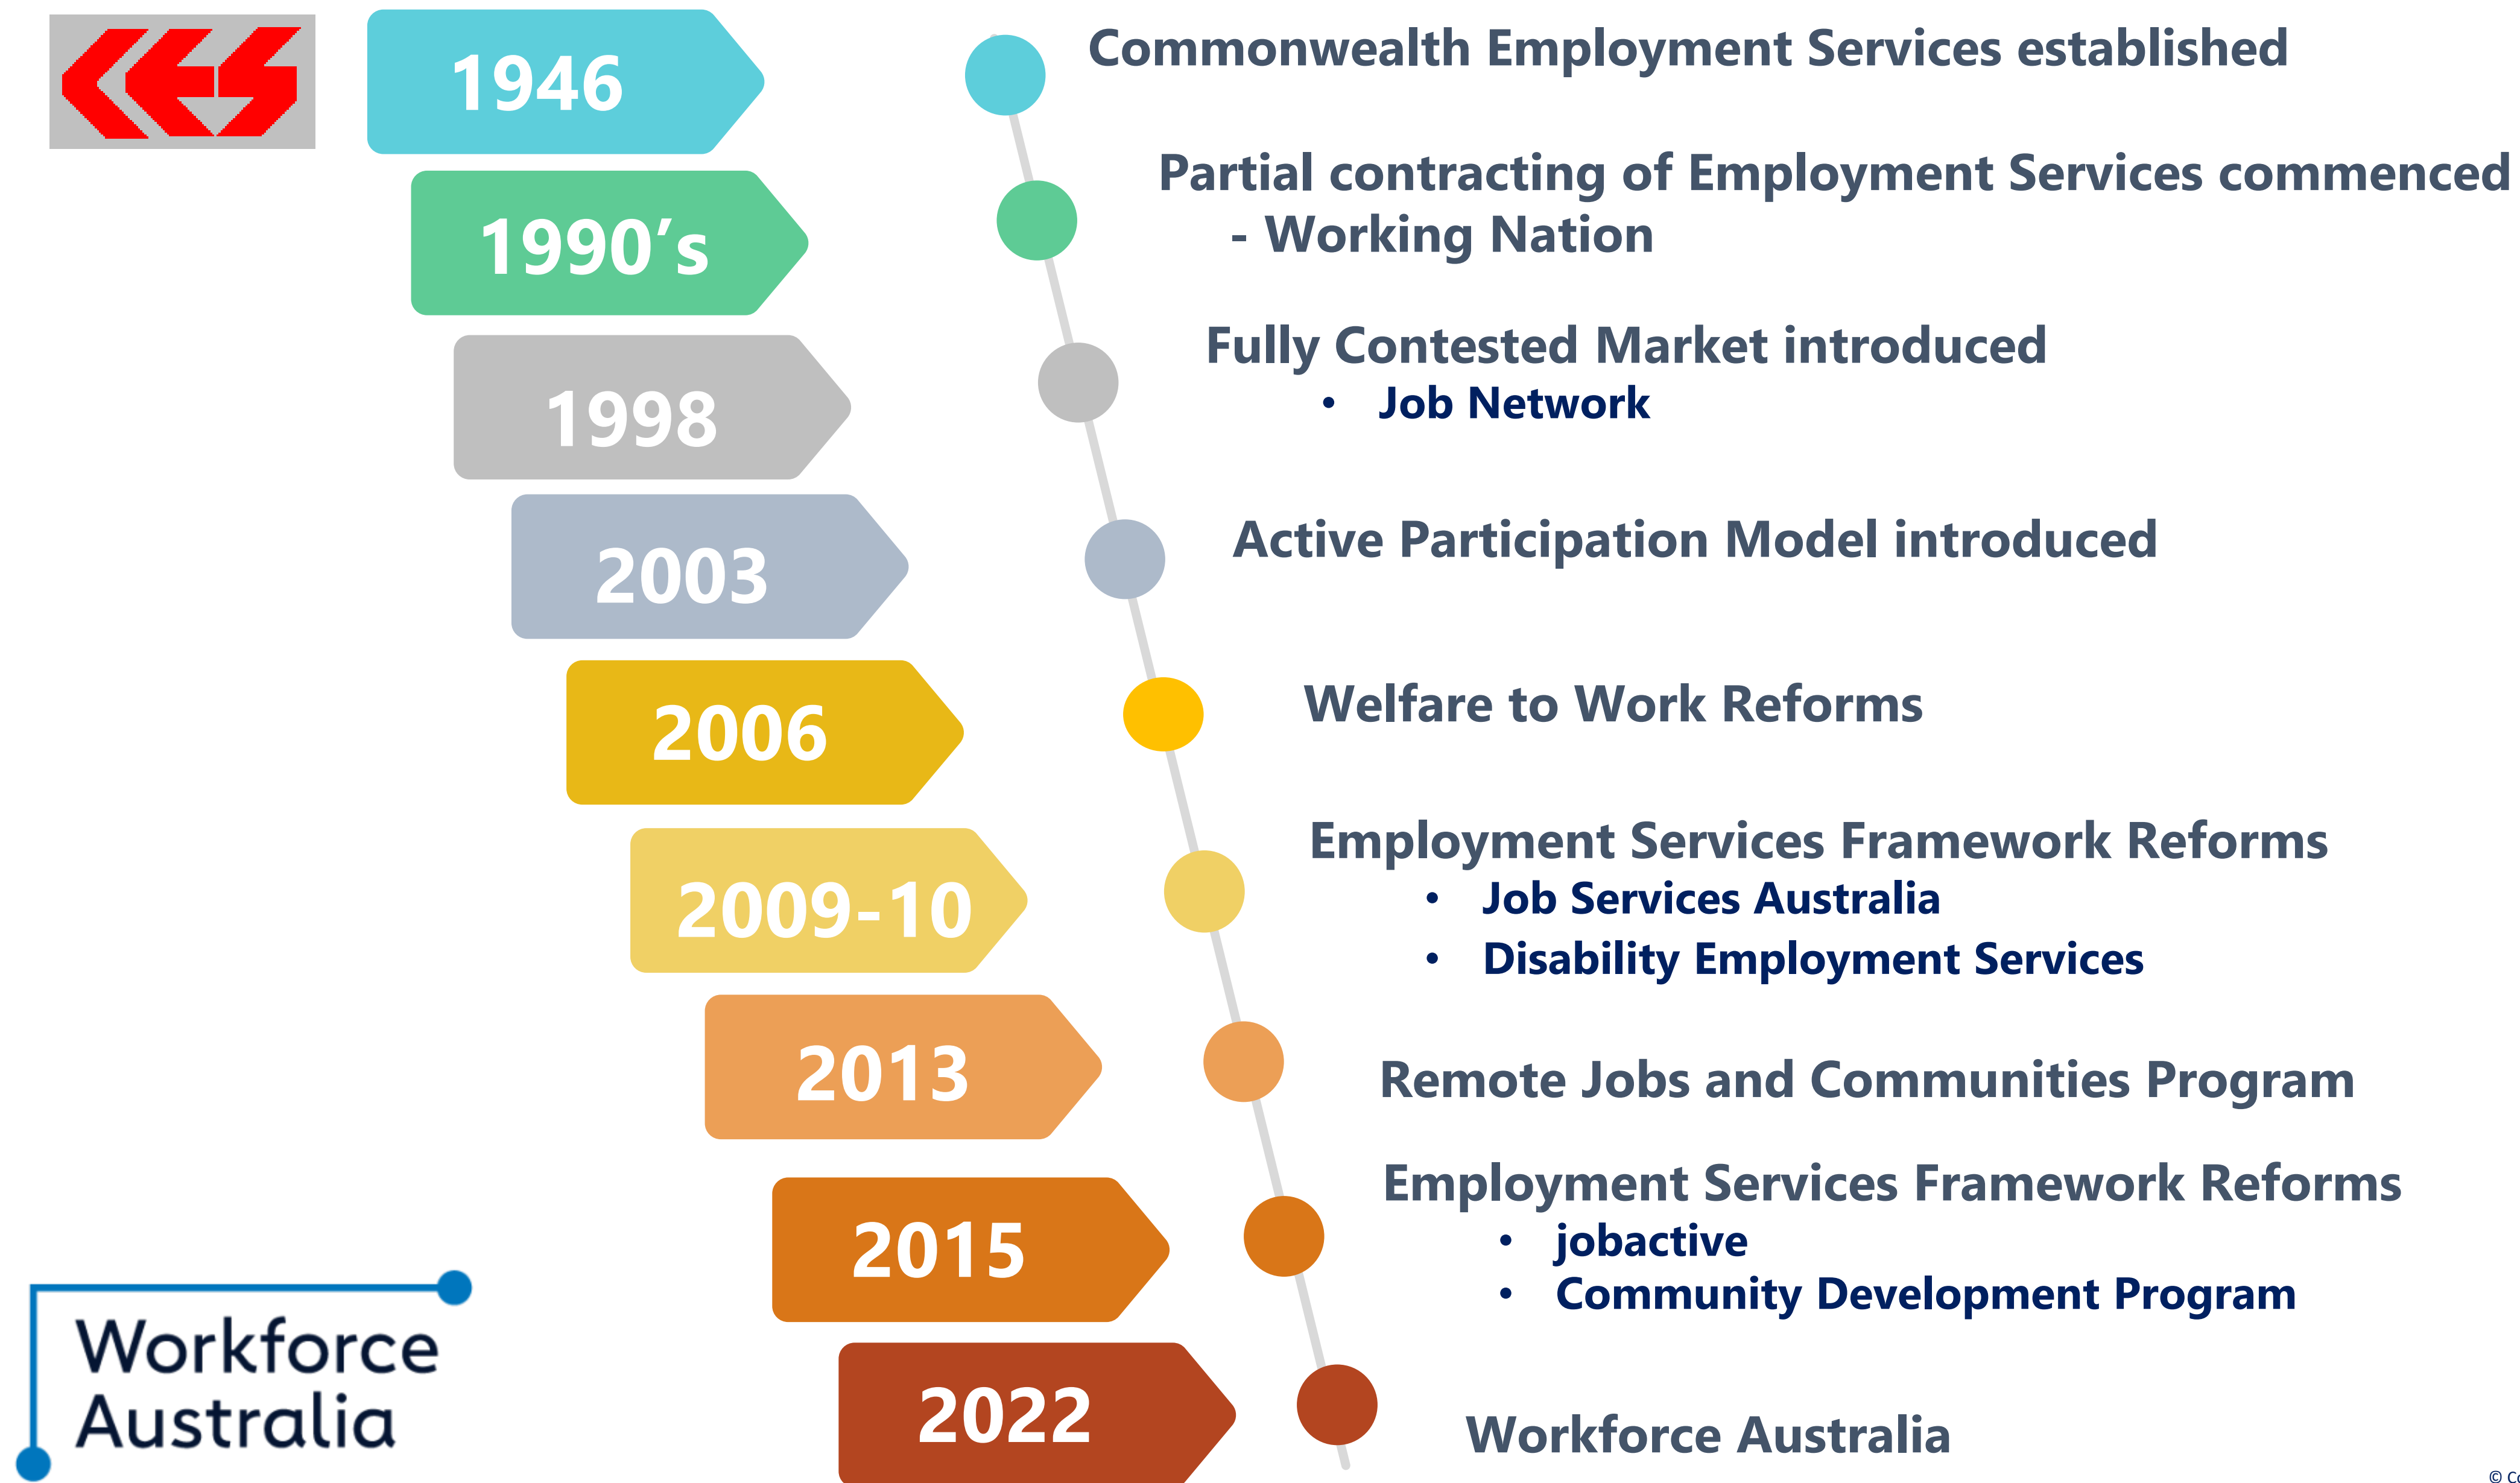 CES
1946
Commonwealth Employment Services established
1990’s
Partial contracting of Employment Services commenced
- Working Nation
1998
Fully Contested Market introduced
• Job Network
2003
Active Participation Model introduced
2006
Welfare to Work Reforms
2009-10
Employment Services Framework Reforms
• Job Services Australia
• Disability Employment Services
2013
Remote Jobs and Communities Program
2015
Employment Services Framework Reforms
• jobactive
• Community Development Program
2022
Workforce Australia
Workforce
Australia
©